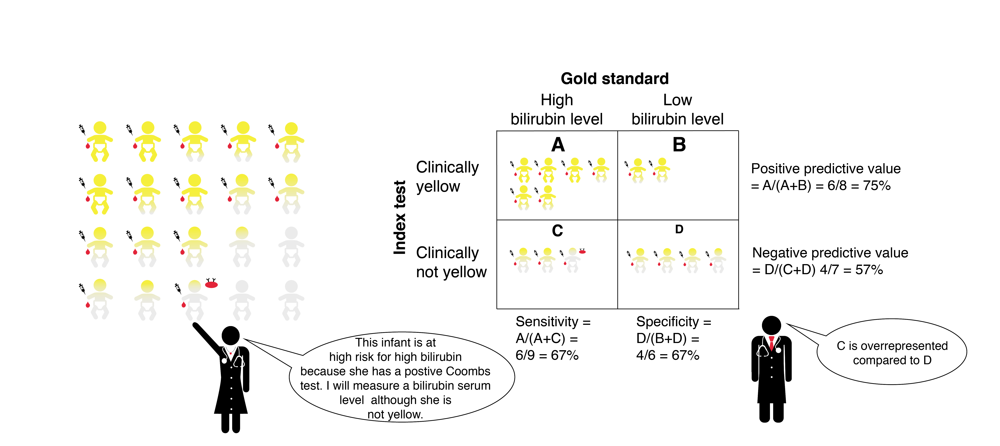 Gold standard
High
bilirubin level
Low
bilirubin level
Index test
Clinically
yellow
Clinically
not yellow
A
B
C
D
Positive predictive value
= A/(A+B) = 6/8 = 75%
Negative predictive value
= D/(C+D) 4/7 = 57%
Sensitivity =
A/(A+C) =
6/9 = 67%
Specificity =
D/(B+D) =
4/6 = 67%
This infant is at
high risk for high bilirubin
because she has a postive Coombs
test. I will measure a bilirubin serum
level  although she is
not yellow.
C is overrepresented
compared to D